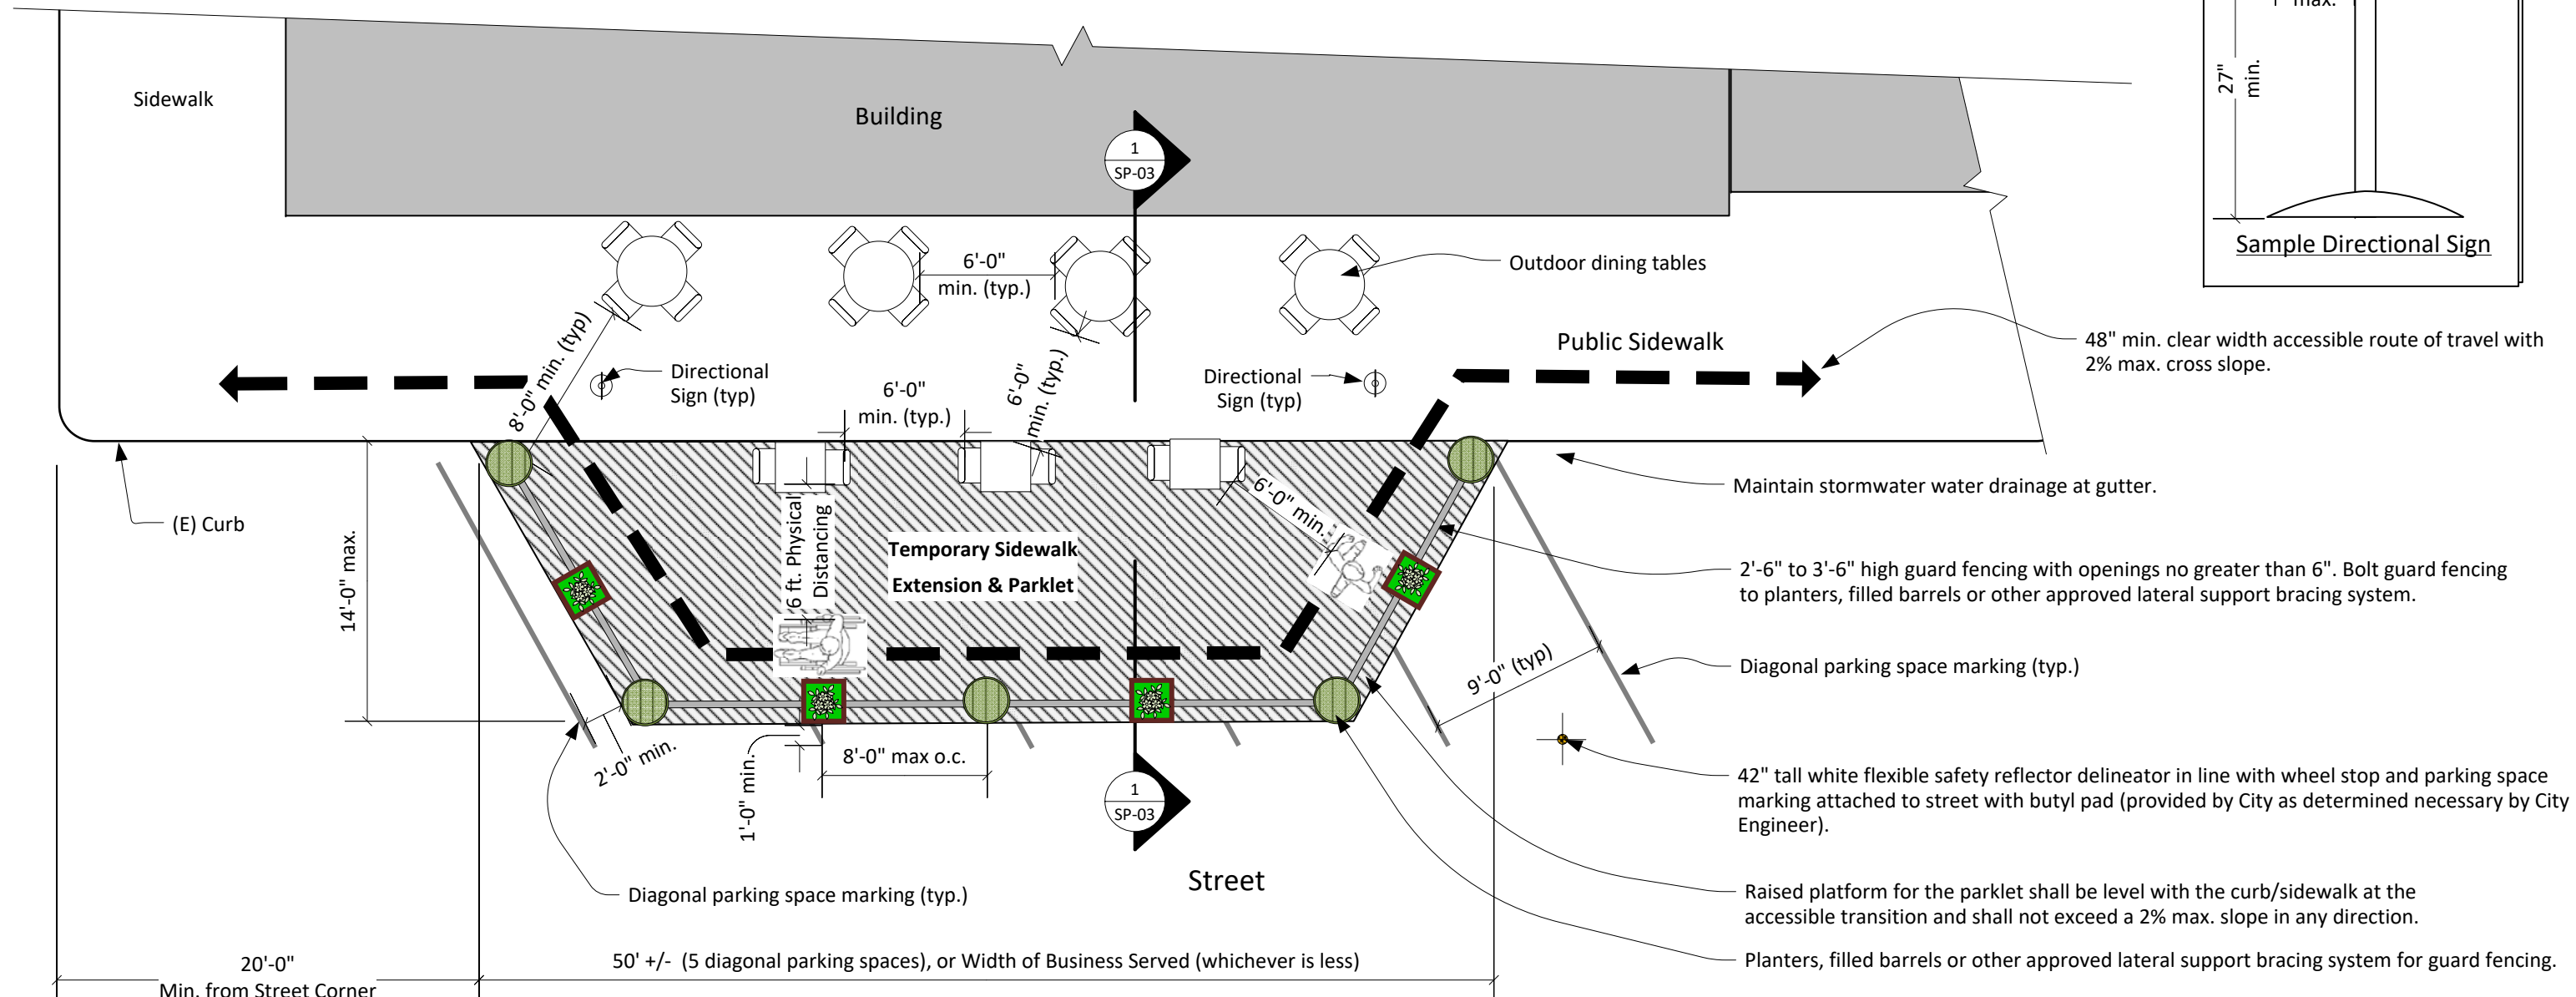 max.
27"
min.
Sample Directional Sign
Sidewalk
Building
1
SP-03
6'-0"
min. (typ.)
Outdoor dining tables
Public Sidewalk
48" min. clear width accessible route of travel with
2% max. cross slope.
8'-0" min. (typ)
Directional
Sign (typ)
6'-0"
min. (typ.)
6'-0"
min. (typ.)
Directional
Sign (typ)
(E) Curb
14'-0" max.
6 ft. Physical
Distancing
Temporary Sidewalk
Extension & Parklet
6'-0" min.
Maintain stormwater water drainage at gutter.
2'-6" to 3'-6" high guard fencing with openings no greater than 6". Bolt guard fencing
to planters, filled barrels or other approved lateral support bracing system.
Diagonal parking space marking (typ.)
9'-0" (typ)
2'-0" min.
1'-0" min.
8'-0" max o.c.
1
SP-03
42" tall white flexible safety reflector delineator in line with wheel stop and parking space
marking attached to street with butyl pad (provided by City as determined necessary by City
Engineer).
Diagonal parking space marking (typ.)
Street
Raised platform for the parklet shall be level with the curb/sidewalk at the
accessible transition and shall not exceed a 2% max. slope in any direction.
Planters, filled barrels or other approved lateral support bracing system for guard fencing.
20'-0"
Min. from Street Corner
50' +/- (5 diagonal parking spaces), or Width of Business Served (whichever is less)